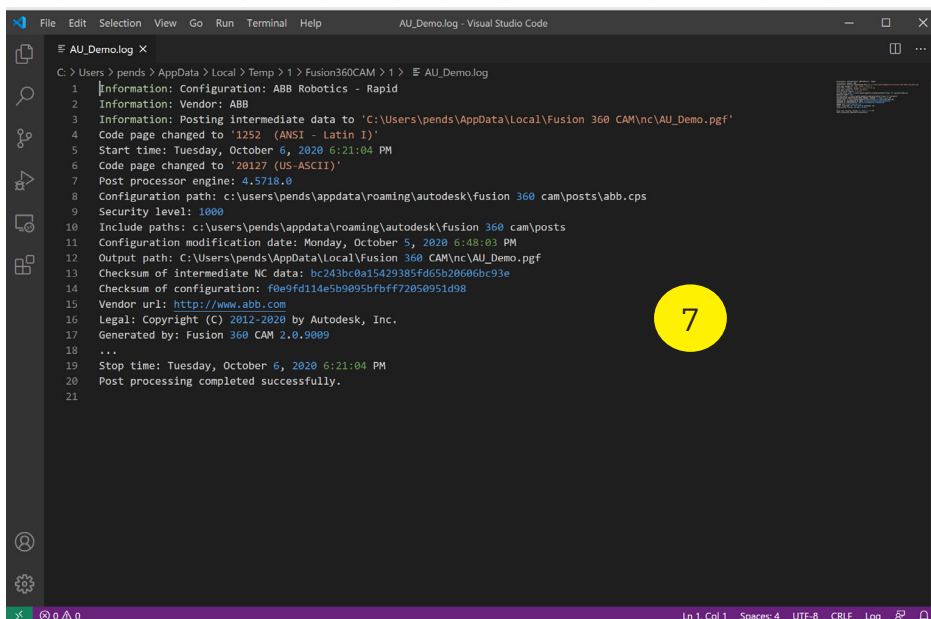 File Edit Selection View Go Run Terminal Help AU_Demo.log - Visual Studio Code
AU_Demo.log
C: > Users > pends > AppData > Local > Temp > 1 > Fusion360CAM > 1 > AU_Demo.log
1 Information: Configuration: ABB Robotics - Rapid
2 Information: Vendor: ABB
3 Information: Posting intermediate data to 'C:\Users\pends\AppData\Local\Fusion 360 CAM\nc\AU_Demo.pgf'
4 Code page changed to '1252 (ANSI - Latin I)'
5 Start time: Tuesday, October 6, 2020 6:21:04 PM
6 Code page changed to '20127 (US-ASCII)'
7 Post processor engine: 4.5718.0
8 Configuration path: c:\users\pends\appdata\roaming\autodesk\fusion 360 cam\posts\abb.cps
9 Security level: 1000
10 Include paths: c:\users\pends\appdata\roaming\autodesk\fusion 360 cam\posts
11 Configuration modification date: Monday, October 5, 2020 6:48:03 PM
12 Output path: C:\Users\pends\AppData\Local\Fusion 360 CAM\nc\AU_Demo.pgf
13 Checksum of intermediate NC data: bc243bc0a15429385fd65b20606bc93e
14 Checksum of configuration: f0e9fd114e5b9095bfbff72050951d98
15 Vendor url: http://www.abb.com
16 Legal: Copyright (C) 2012-2020 by Autodesk, Inc.
17 Generated by: Fusion 360 CAM 2.0.9009
18 ...
19 Stop time: Tuesday, October 6, 2020 6:21:04 PM
20 Post processing completed successfully.
21
7
0 0 Ln 1, Col 1 Spaces: 4 UTF-8 CRLF Log